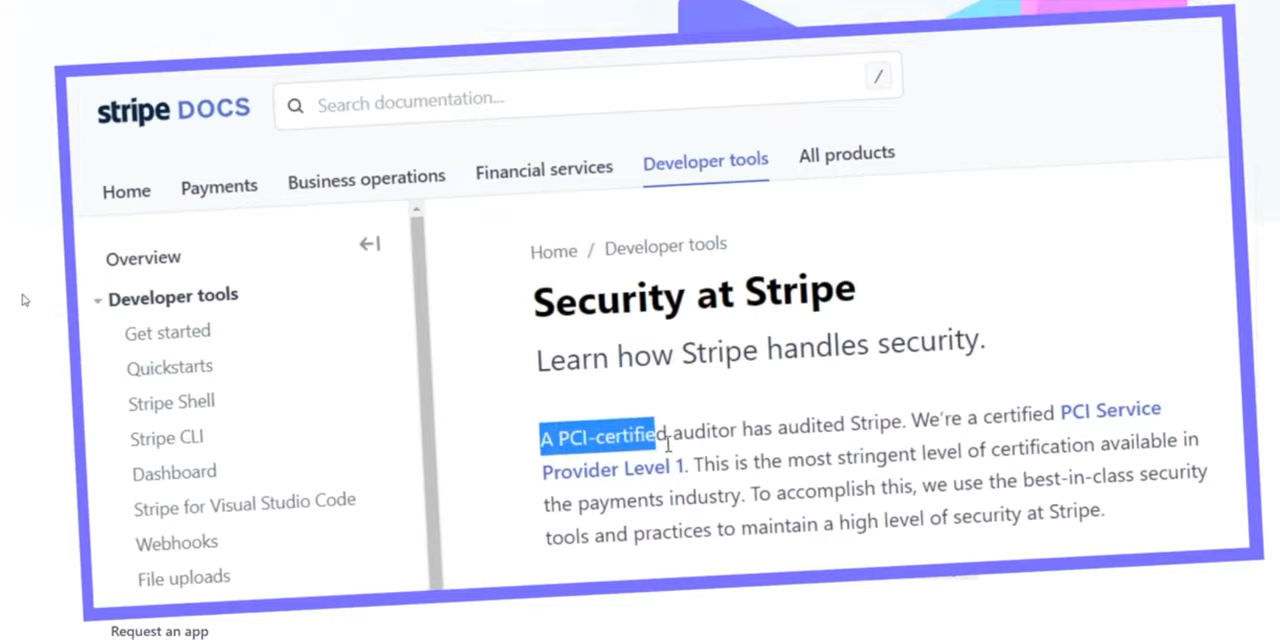 stripe DOCS
Search documentation...
/
Home
Payments
Business operations
Financial services
Developer tools
All products
Overview
Developer tools
Get started
Quickstarts
Stripe Shell
Stripe CLI
Dashboard
Stripe for Visual Studio Code
Webhooks
File uploads
Home / Developer tools
Security at Stripe
Learn how Stripe handles security.
A PCI-certified auditor has audited Stripe. We’re a certified PCI Service
Provider Level 1. This is the most stringent level of certification available in
the payments industry. To accomplish this, we use the best-in-class security
tools and practices to maintain a high level of security at Stripe.
Request an app